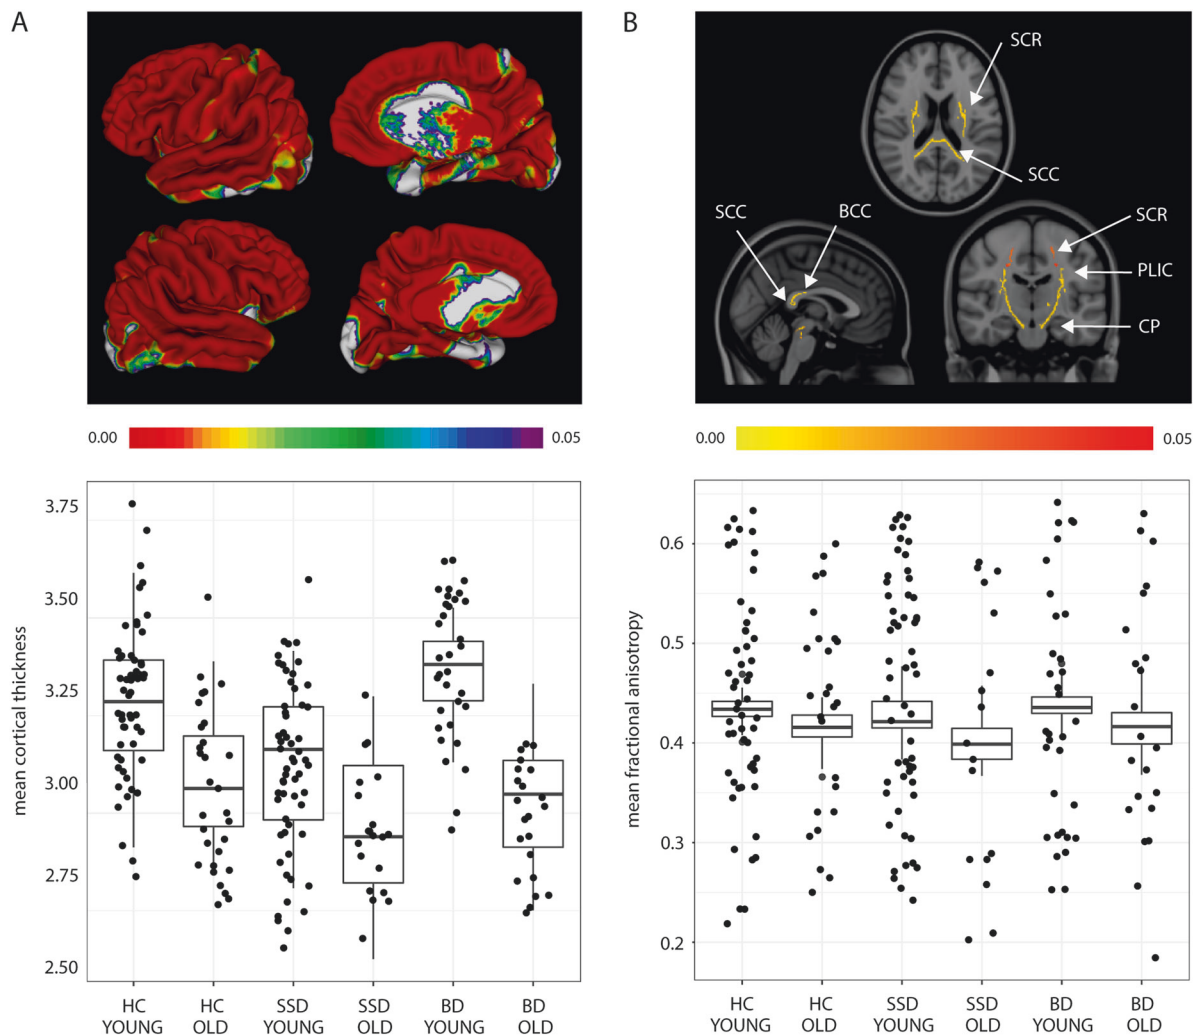 A
B
SCR
SCC
SCC
BCC
SCR
PLIC
CP
0.00
0.05
0.00
0.05
mean cortical thickness
3.75
3.50
3.25
3.00
2.75
2.50
HC YOUNG
HC OLD
SSD YOUNG
SSD OLD
BD YOUNG
BD OLD
mean fractional anisotropy
0.6
0.5
0.4
0.3
0.2
HC YOUNG
HC OLD
SSD YOUNG
SSD OLD
BD YOUNG
BD OLD